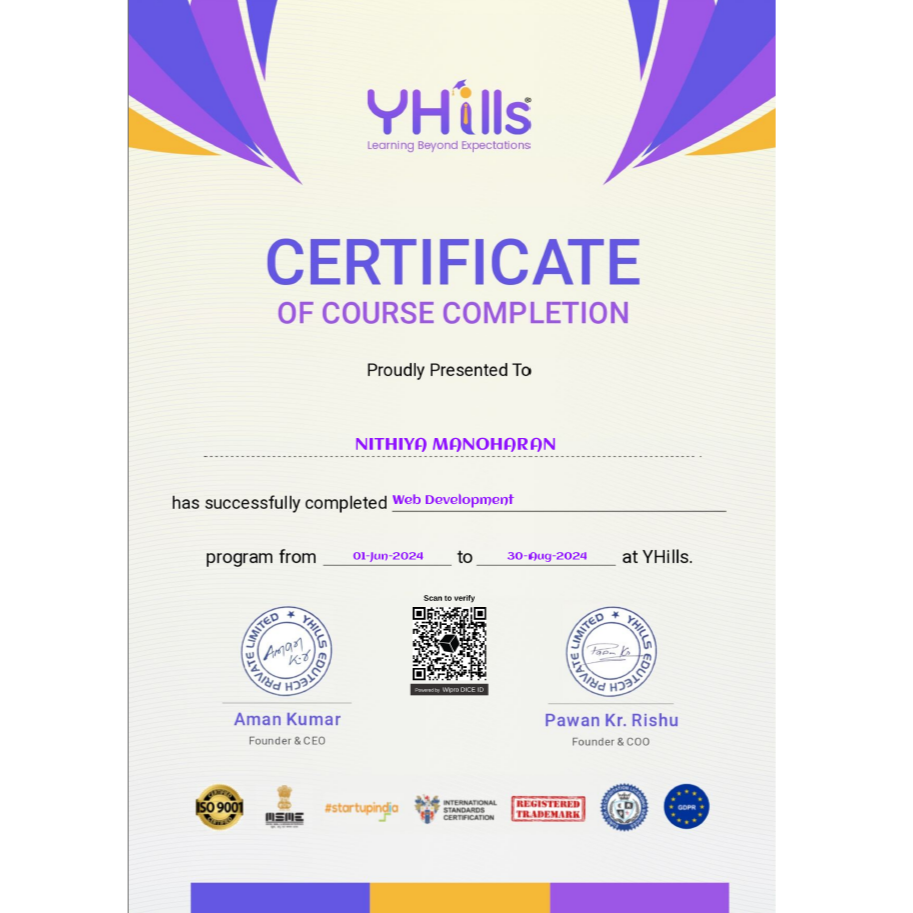 YHills®
Learning Beyond Expectations
CERTIFICATE
OF COURSE COMPLETION
Proudly Presented To
NITHIYA MANOHARAN
has successfully completed Web Development
program from 01-Jun-2024 to 30-Aug-2024 at YHills.
Scan to verify
YHILLS EDUTECH PRIVATE LIMITED
Aman K-r
Powered by Wipro DICE ID
YHILLS EDUTECH PRIVATE LIMITED
Aman Kumar
Pawan Kr. Rishu
Founder & CEO
Founder & COO
ISO 9001
MSME
#startupindia
INTERNATIONAL
STANDARDS
CERTIFICATION
REGISTERED
TRADEMARK
GDPR